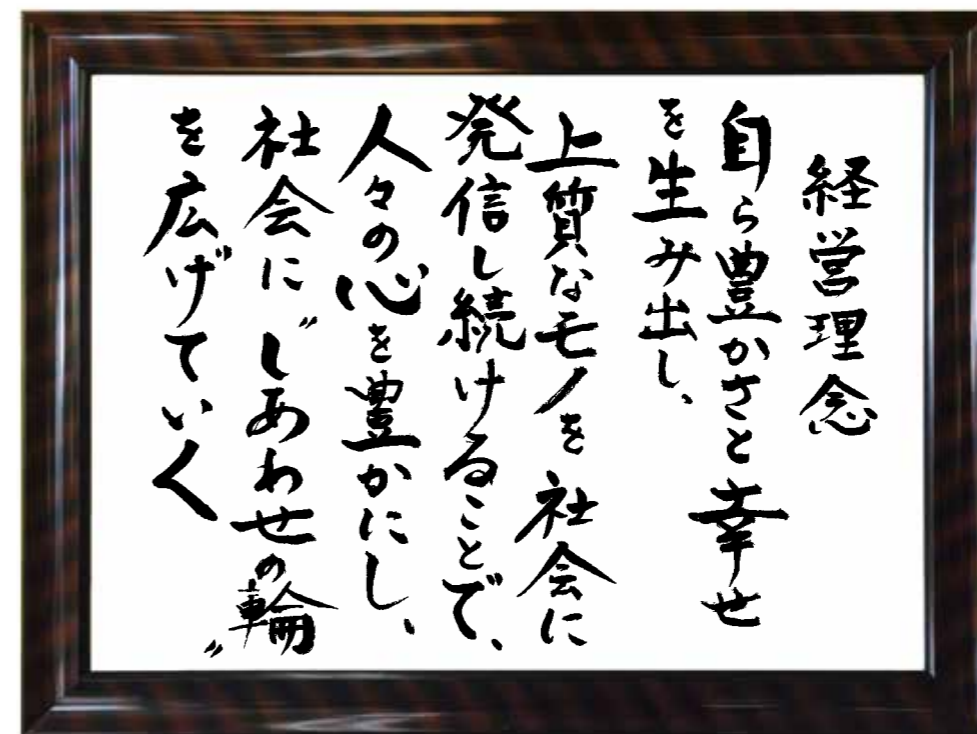 経営理念
自ら豊かさと幸せ
を生み出し、
上質なモノを社会に
発信し続けることで、
人々の心を豊かにし、
社会に〝しあわせの輪〟
を広げていく